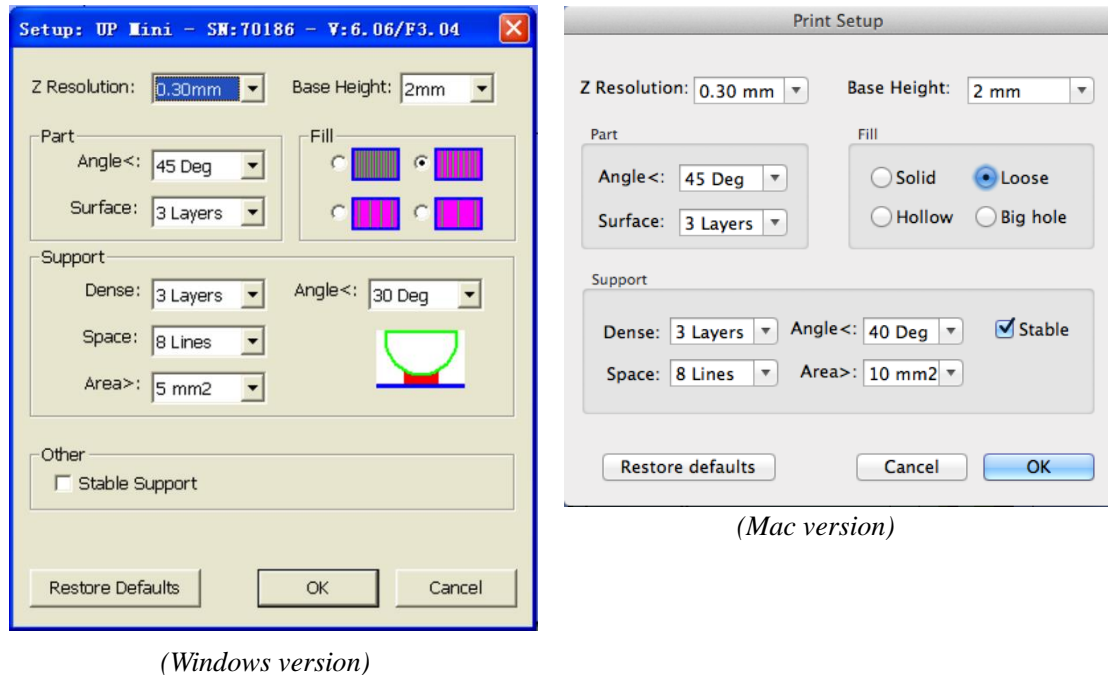 Setup: UP Mini - SN:70186 - V:6.06/F3.04
Z Resolution: 0.30mm Base Height: 2mm
Part Fill
Angle<: 45 Deg
Surface: 3 Layers
Support
Dense: 3 Layers Angle<: 30 Deg
Space: 8 Lines
Area>: 5 mm2
Other
Stable Support
Restore Defaults OK Cancel
(Windows version)
Print Setup
Z Resolution: 0.30 mm Base Height: 2 mm
Part Fill
Angle<: 45 Deg Solid Loose
Surface: 3 Layers Hollow Big hole
Support
Dense: 3 Layers Angle<: 40 Deg Stable
Space: 8 Lines Area>: 10 mm2
Restore defaults Cancel OK
(Mac version)